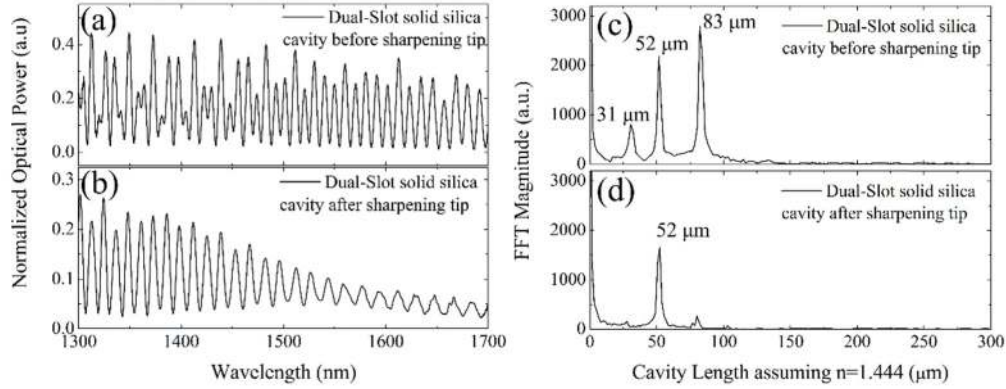 (a)
Dual-Slot solid silica
cavity before sharpening tip
0.4
0.2
0.0
(b)
Dual-Slot solid silica
cavity after sharpening tip
0.3
0.2
0.1
0.0
1300 1400 1500 1600 1700
Wavelength (nm)
Normalized Optical Power (a.u)
(c)
83 μm
52 μm
31 μm
Dual-Slot solid silica
cavity before sharpening tip
3000
2000
1000
0
(d)
52 μm
Dual-Slot solid silica
cavity after sharpening tip
3000
2000
1000
0
0 50 100 150 200 250 300
Cavity Length assuming n=1.444 (μm)
FFT Magnitude (a.u.)